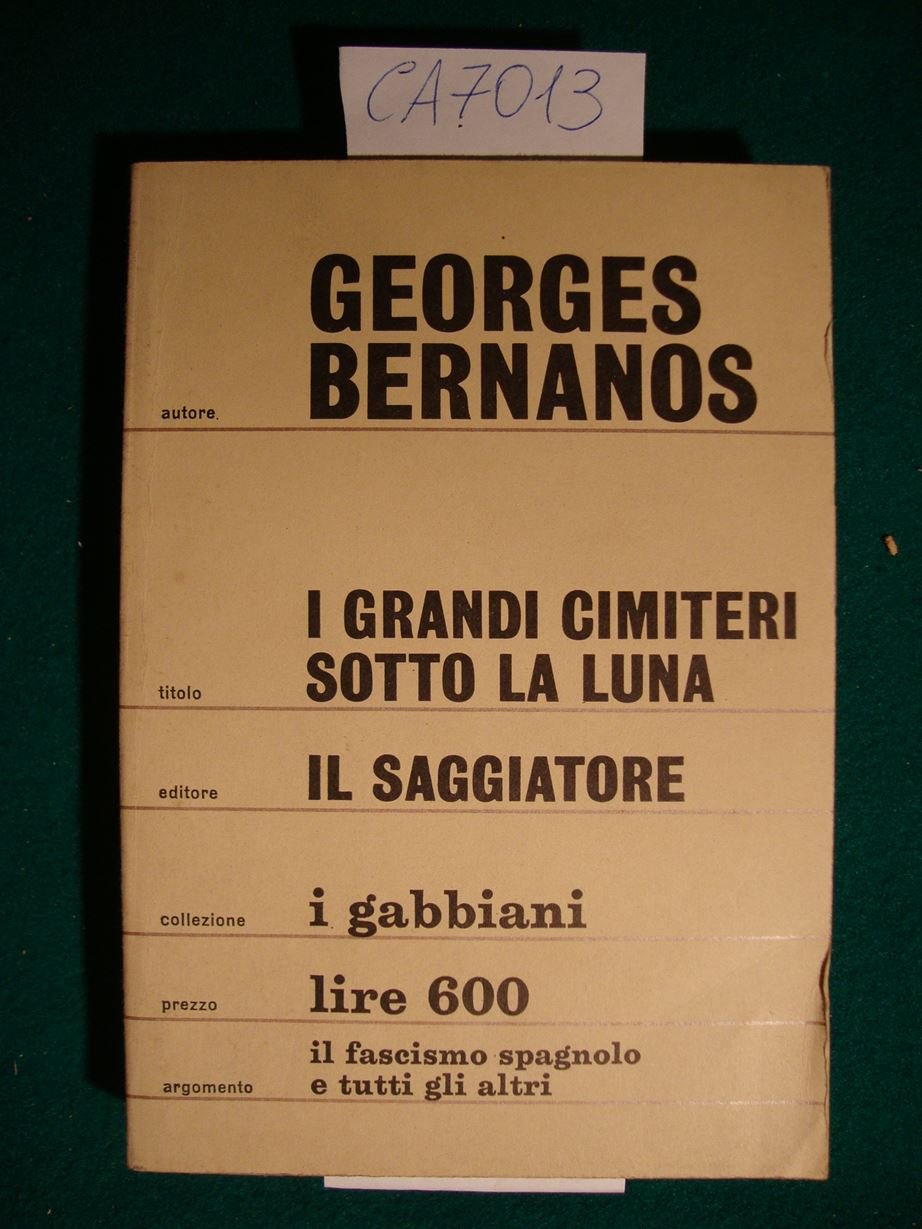 CA7013
GEORGES
BERNANOS
autore
I GRANDI CIMITERI
SOTTO LA LUNA
titolo
IL SAGGIATORE
editore
i gabbiani
collezione
lire 600
prezzo
il fascismo spagnolo
e tutti gli altri
argomento